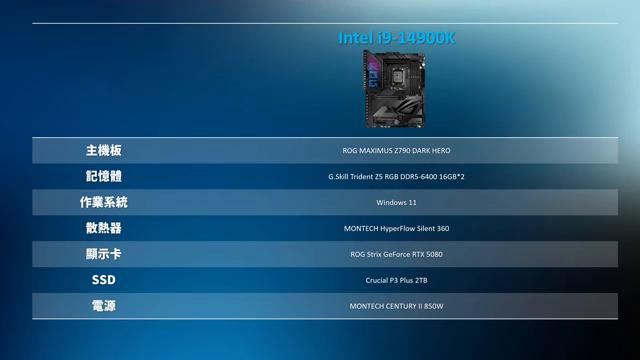 Intel i9-14900K
主機板 ROG MAXIMUS Z790 DARK HERO
記憶體 G.Skill Trident Z5 RGB DDR5-6400 16GB*2
作業系統 Windows 11
散熱器 MONTECH HyperFlow Silent 360
顯示卡 ROG Strix GeForce RTX 5080
SSD Crucial P3 Plus 2TB
電源 MONTECH CENTURY II 850W